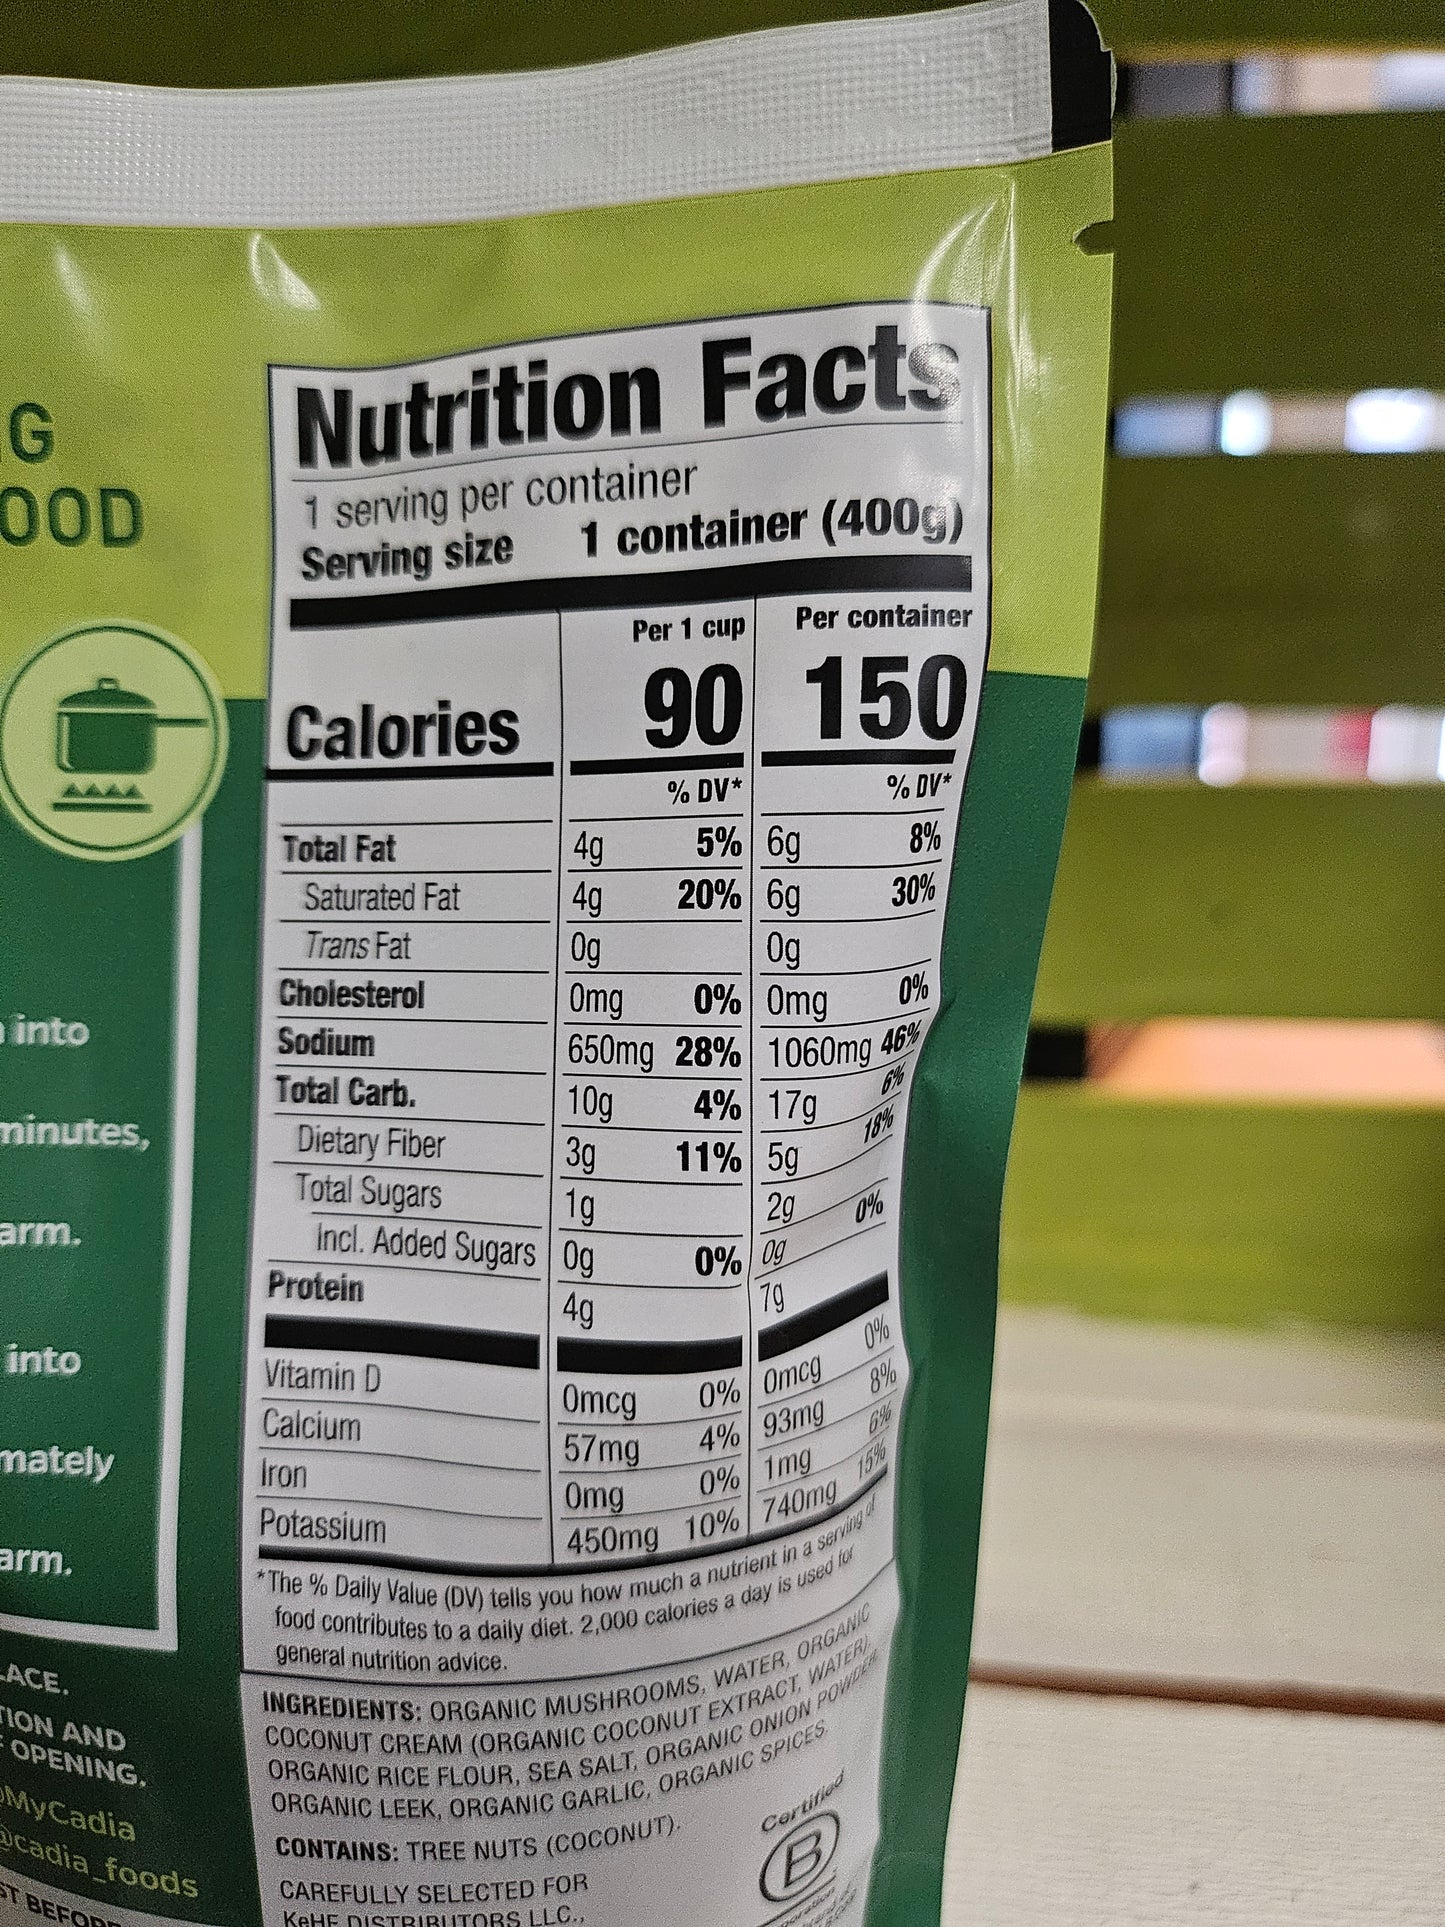 G
OOD
into
minutes,
arm.
into
mately
arm.
LACE.
TION AND
OPENING.
@MyCadia
@cadia_foods
ST BEFORE
Nutrition Facts
1 serving per container
Serving size 1 container (400g)
Per 1 cup Per container
Calories 90 150
% DV* % DV*
Total Fat 4g 5% 6g 8%
Saturated Fat 4g 20% 6g 30%
Trans Fat 0g 0g
Cholesterol 0mg 0% 0mg 0%
Sodium 650mg 28% 1060mg 46%
Total Carb. 10g 4% 17g 6%
Dietary Fiber 3g 11% 5g 18%
Total Sugars 1g 2g
Incl. Added Sugars 0g 0% 0g 0%
Protein 4g 7g
Vitamin D 0mcg 0% 0mcg 0%
Calcium 57mg 4% 93mg 8%
Iron 0mg 0% 1mg 6%
Potassium 450mg 10% 740mg 15%
*The % Daily Value (DV) tells you how much a nutrient in a serving of
food contributes to a daily diet. 2,000 calories a day is used for
general nutrition advice.
INGREDIENTS: ORGANIC MUSHROOMS, WATER, ORGANIC
COCONUT CREAM (ORGANIC COCONUT EXTRACT, WATER),
ORGANIC RICE FLOUR, SEA SALT, ORGANIC ONION POWDER,
ORGANIC LEEK, ORGANIC GARLIC, ORGANIC SPICES.
CONTAINS: TREE NUTS (COCONUT).
CAREFULLY SELECTED FOR
KeHE DISTRIBUTORS LLC.,
Certified
B